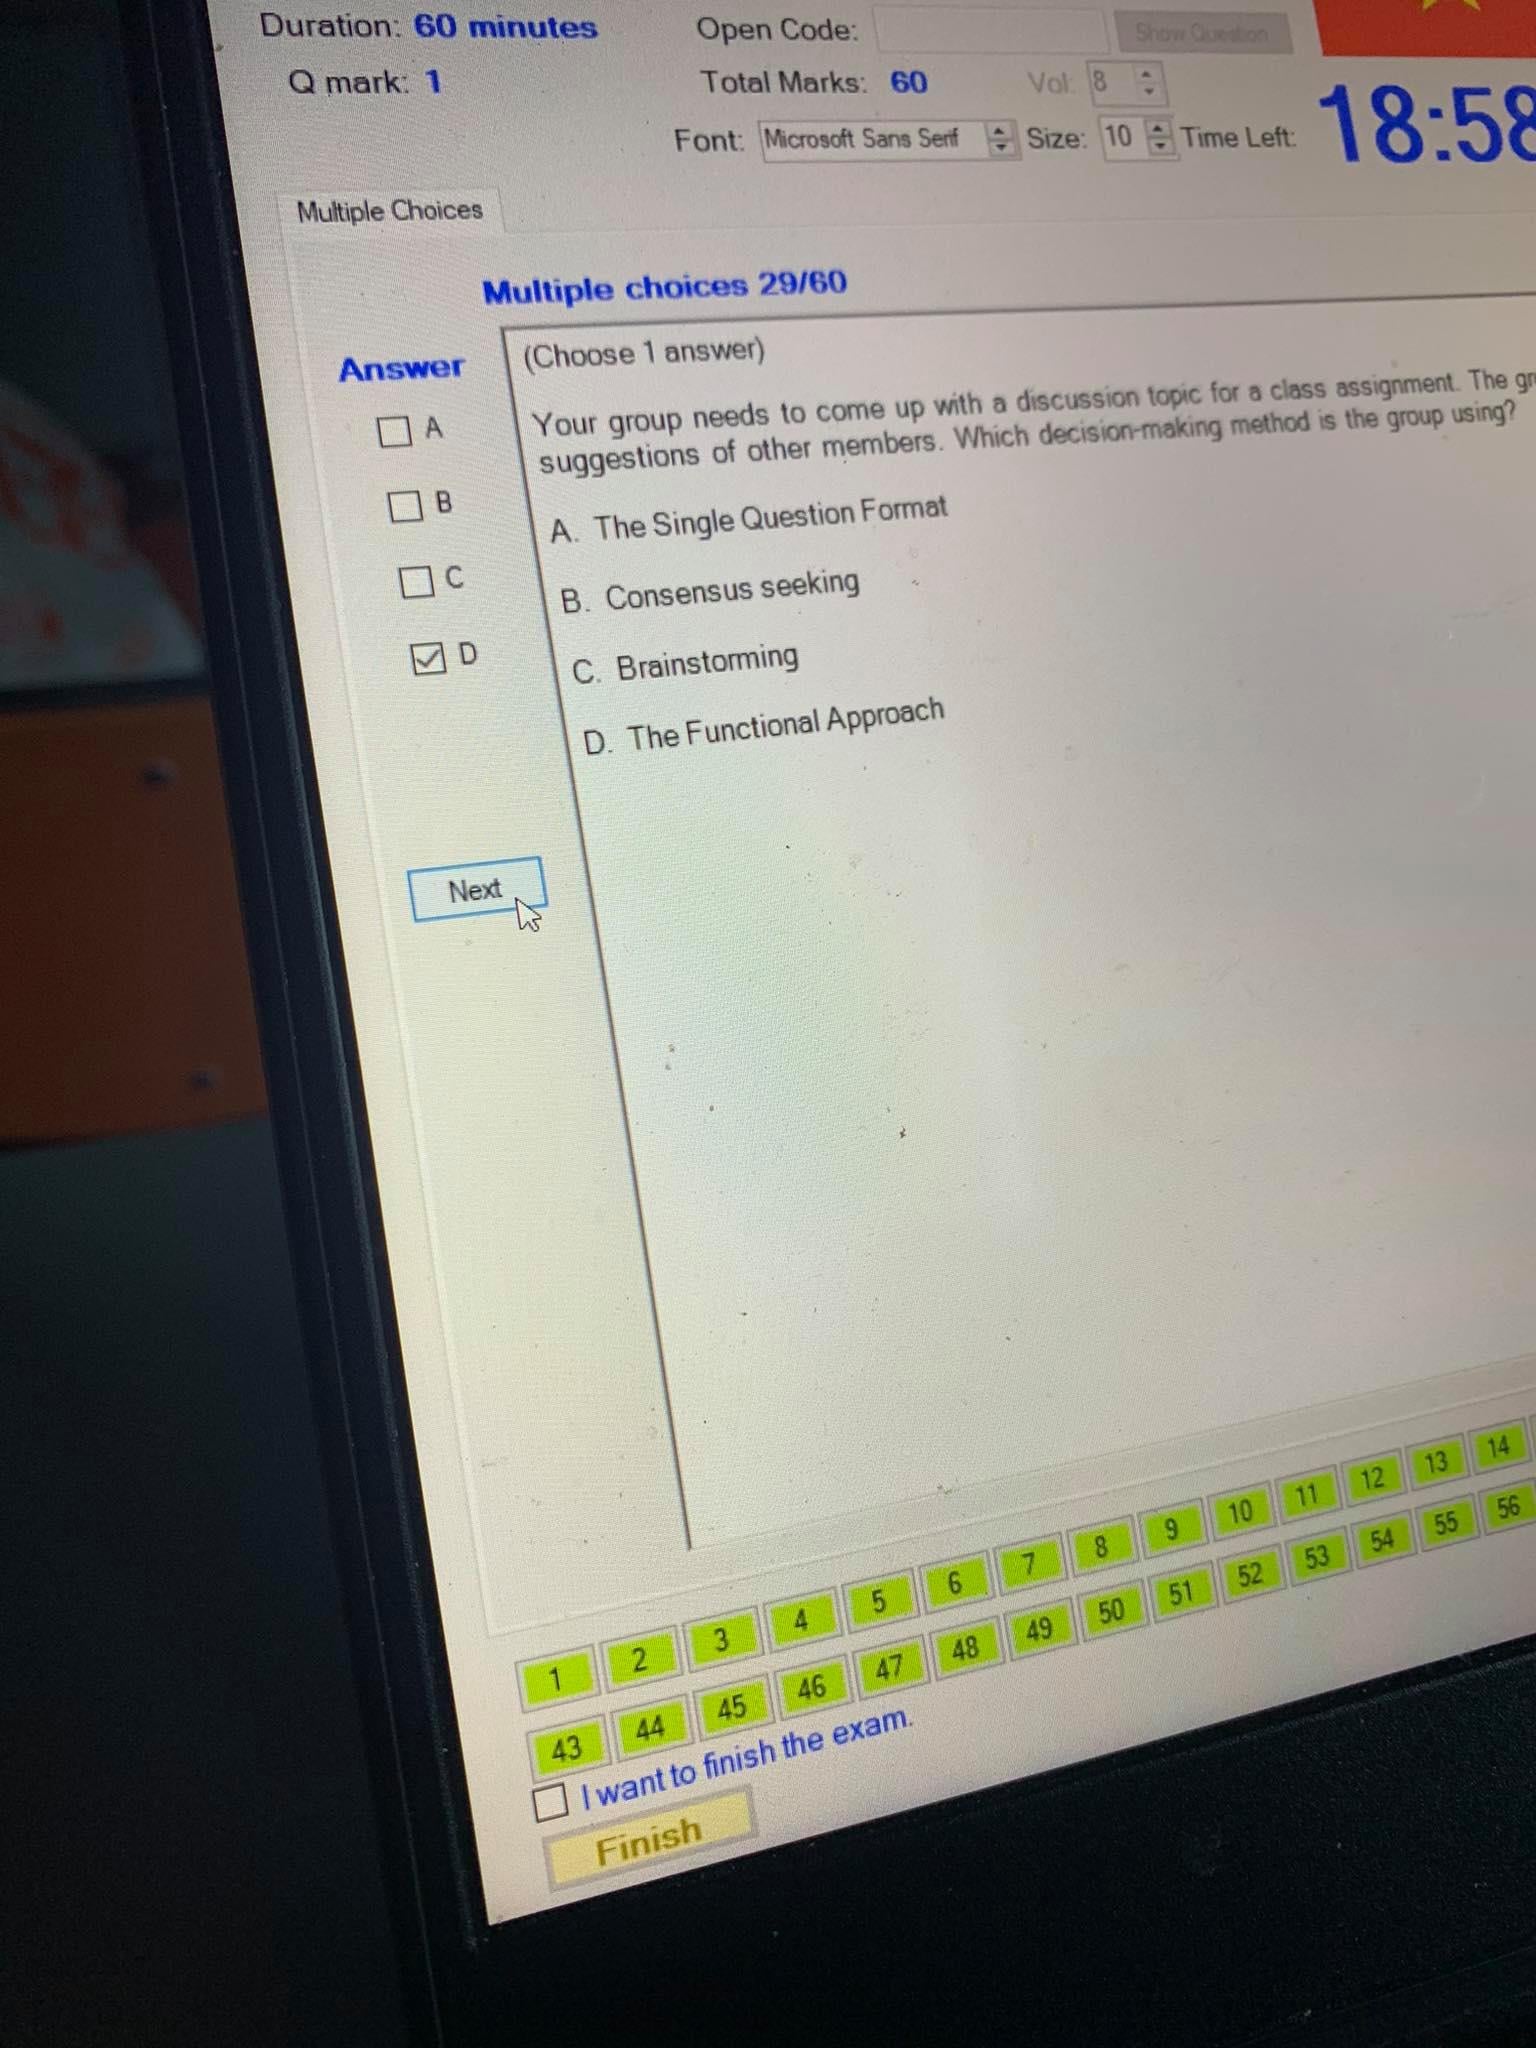 Duration: 60 minutes
Open Code:
Show Question
Q mark: 1
Total Marks: 60
Vol: 8
Font: Microsoft Sans Serif
Size: 10
Time Left: 18:58
Multiple Choices
Multiple choices 29/60
Answer
(Choose 1 answer)
Your group needs to come up with a discussion topic for a class assignment. The
suggestions of other members. Which decision-making method is the group using?
A
B
C
D
A. The Single Question Format
B. Consensus seeking
C. Brainstorming
D. The Functional Approach
Next
1 2 3 4 5 6 7 8 9 10 11 12 13 14
43 44 45 46 47 48 49 50 51 52 53 54 55 56
I want to finish the exam.
Finish